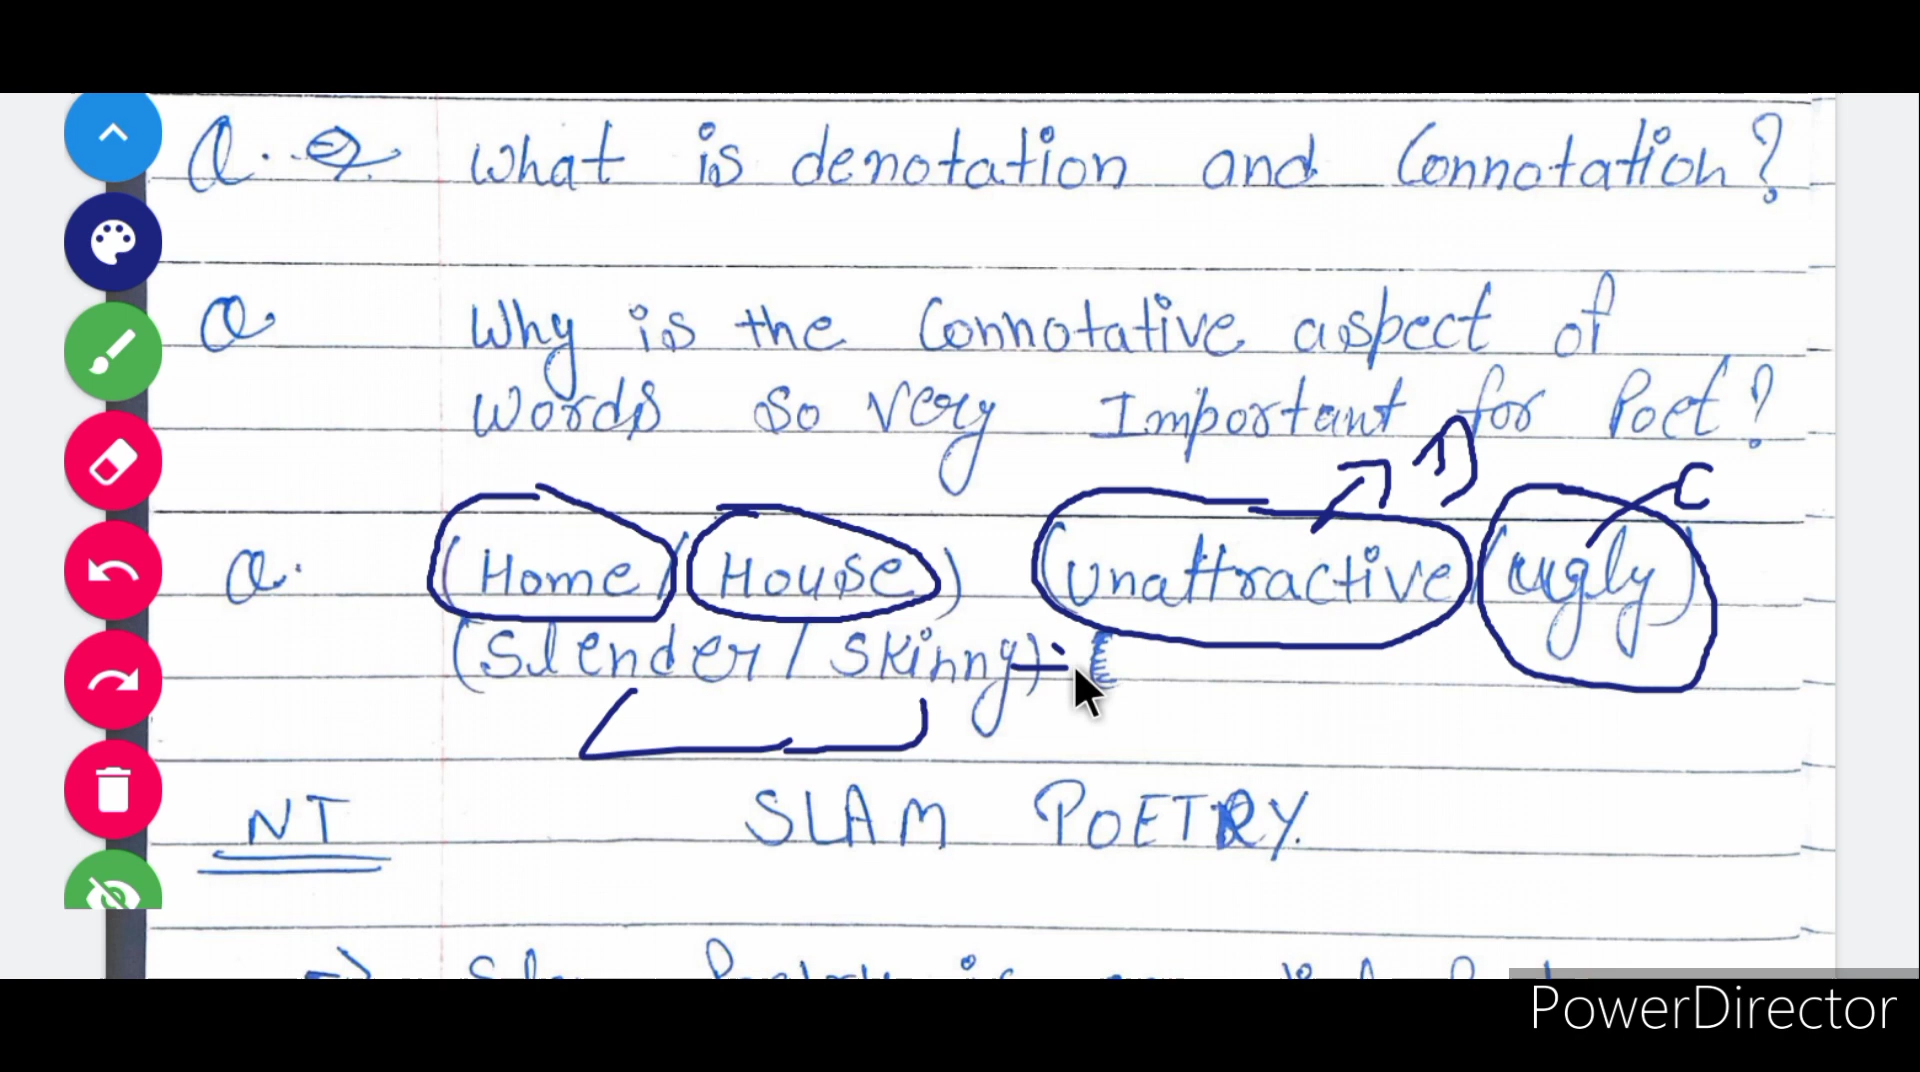 Q. Q. What is denotation and Connotation?
Q Why is the Connotative aspect of
words so very Important for Poet?
D C
Q. (Home / House) (Unattractive / ugly)
(Slender / Skinny) :-
NT SLAM POETRY.
PowerDirector